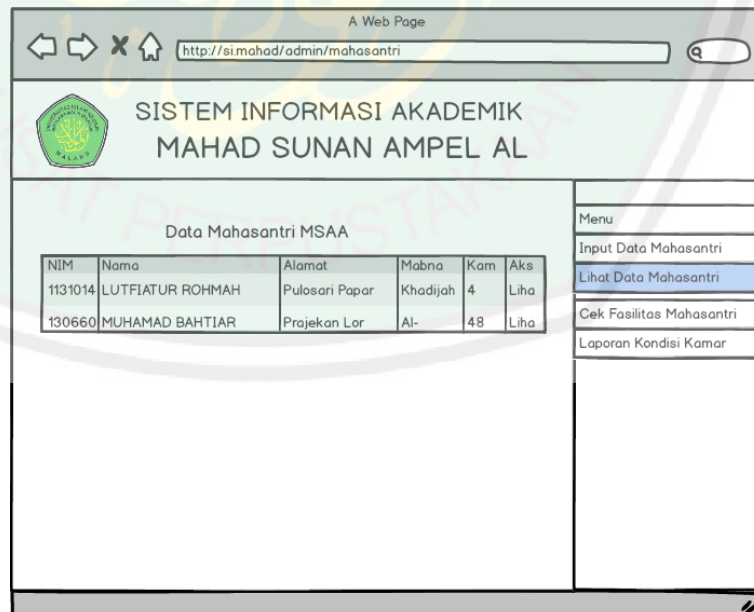 A Web Page
http://si.mahad/admin/mahasantri
SISTEM INFORMASI AKADEMIK
MAHAD SUNAN AMPEL AL
Data Mahasantri MSAA
NIM Nama Alamat Mabna Kam Aks
1131014 LUTFIATUR ROHMAH Pulosari Papar Khadijah 4 Liha
130660 MUHAMAD BAHTIAR Prajekan Lor Al- 48 Liha
Menu
Input Data Mahasantri
Lihat Data Mahasantri
Cek Fasilitas Mahasantri
Laporan Kondisi Kamar
MALANG
PERPUSTAKAAN